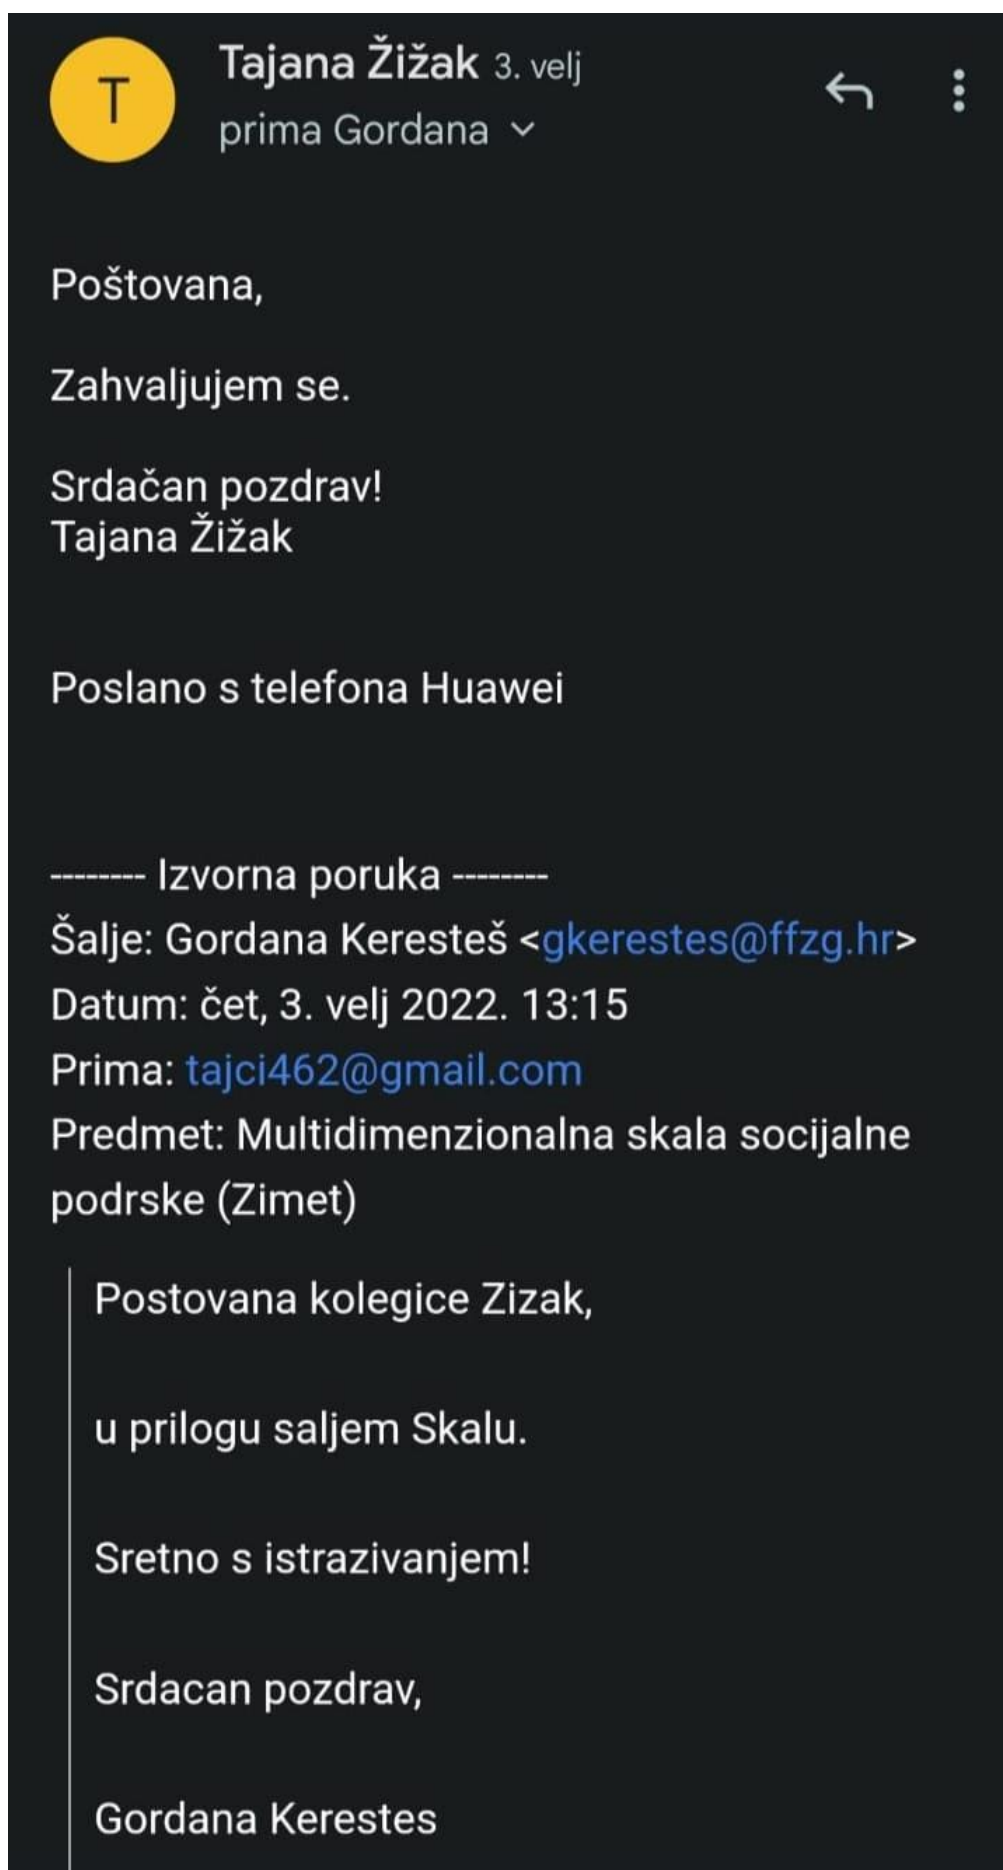 T
Tajana Žižak 3. velj
prima Gordana
Poštovana,
Zahvaljujem se.
Srdačan pozdrav!
Tajana Žižak
Poslano s telefona Huawei
-------- Izvorna poruka --------
Šalje: Gordana Keresteš <gkerestes@ffzg.hr>
Datum: čet, 3. velj 2022. 13:15
Prima: tajci462@gmail.com
Predmet: Multidimenzionalna skala socijalne
podrske (Zimet)
Postovana kolegice Zizak,
u prilogu saljem Skalu.
Sretno s istrazivanjem!
Srdacan pozdrav,
Gordana Kerestes